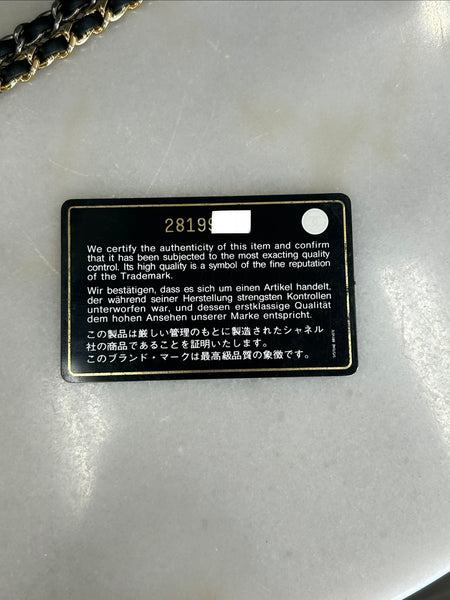 28199
We certify the authenticity of this item and confirm
that it has been subjected to the most exacting quality
control. Its high quality is a symbol of the fine reputation
of the Trademark.
Wir bestätigen, dass es sich um einen Artikel handelt,
der während seiner Herstellung strengsten Kontrollen
unterworfen war, und dessen erstklassige Qualität
dem hohen Ansehen unserer Marke entspricht.
この製品は厳しい管理のもとに製造されたシャネル
社の商品であることを証明いたします。
このブランド・マークは最高級品質の象徴です。